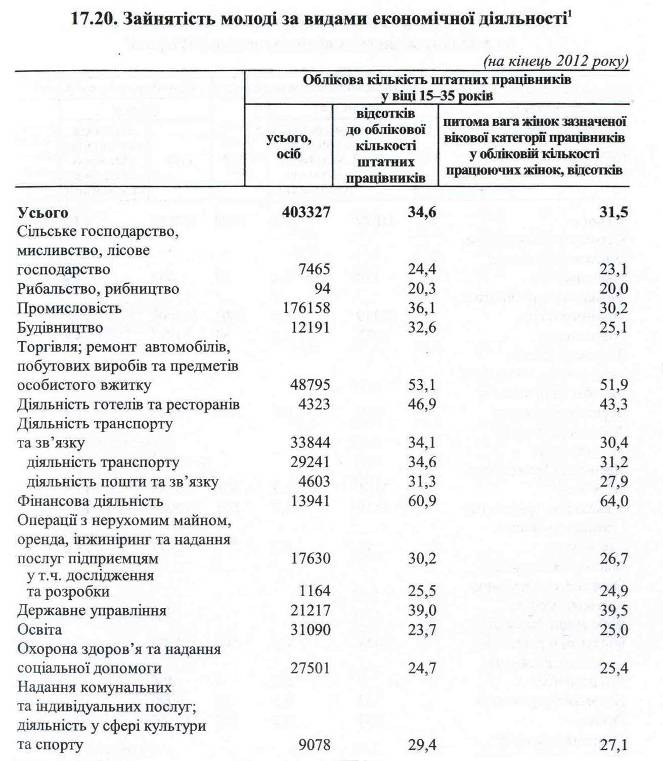 17.20. Зайнятість молоді за видами економічної діяльності¹
(на кінець 2012 року)
Облікова кількість штатних працівників
у віці 15–35 років
усього,
осіб
відсотків
до облікової
кількості
штатних
працівників
питома вага жінок зазначеної
вікової категорії працівників
у обліковій кількості
працюючих жінок, відсотків
Усього 403327 34,6 31,5
Сільське господарство,
мисливство, лісове
господарство 7465 24,4 23,1
Рибальство, рибництво 94 20,3 20,0
Промисловість 176158 36,1 30,2
Будівництво 12191 32,6 25,1
Торгівля; ремонт автомобілів,
побутових виробів та предметів
особистого вжитку 48795 53,1 51,9
Діяльність готелів та ресторанів 4323 46,9 43,3
Діяльність транспорту
та зв’язку 33844 34,1 30,4
діяльність транспорту 29241 34,6 31,2
діяльність пошти та зв’язку 4603 31,3 27,9
Фінансова діяльність 13941 60,9 64,0
Операції з нерухомим майном,
оренда, інжиніринг та надання
послуг підприємцям 17630 30,2 26,7
у т.ч. дослідження
та розробки 1164 25,5 24,9
Державне управління 21217 39,0 39,5
Освіта 31090 23,7 25,0
Охорона здоров’я та надання
соціальної допомоги 27501 24,7 25,4
Надання комунальних
та індивідуальних послуг;
діяльність у сфері культури
та спорту 9078 29,4 27,1